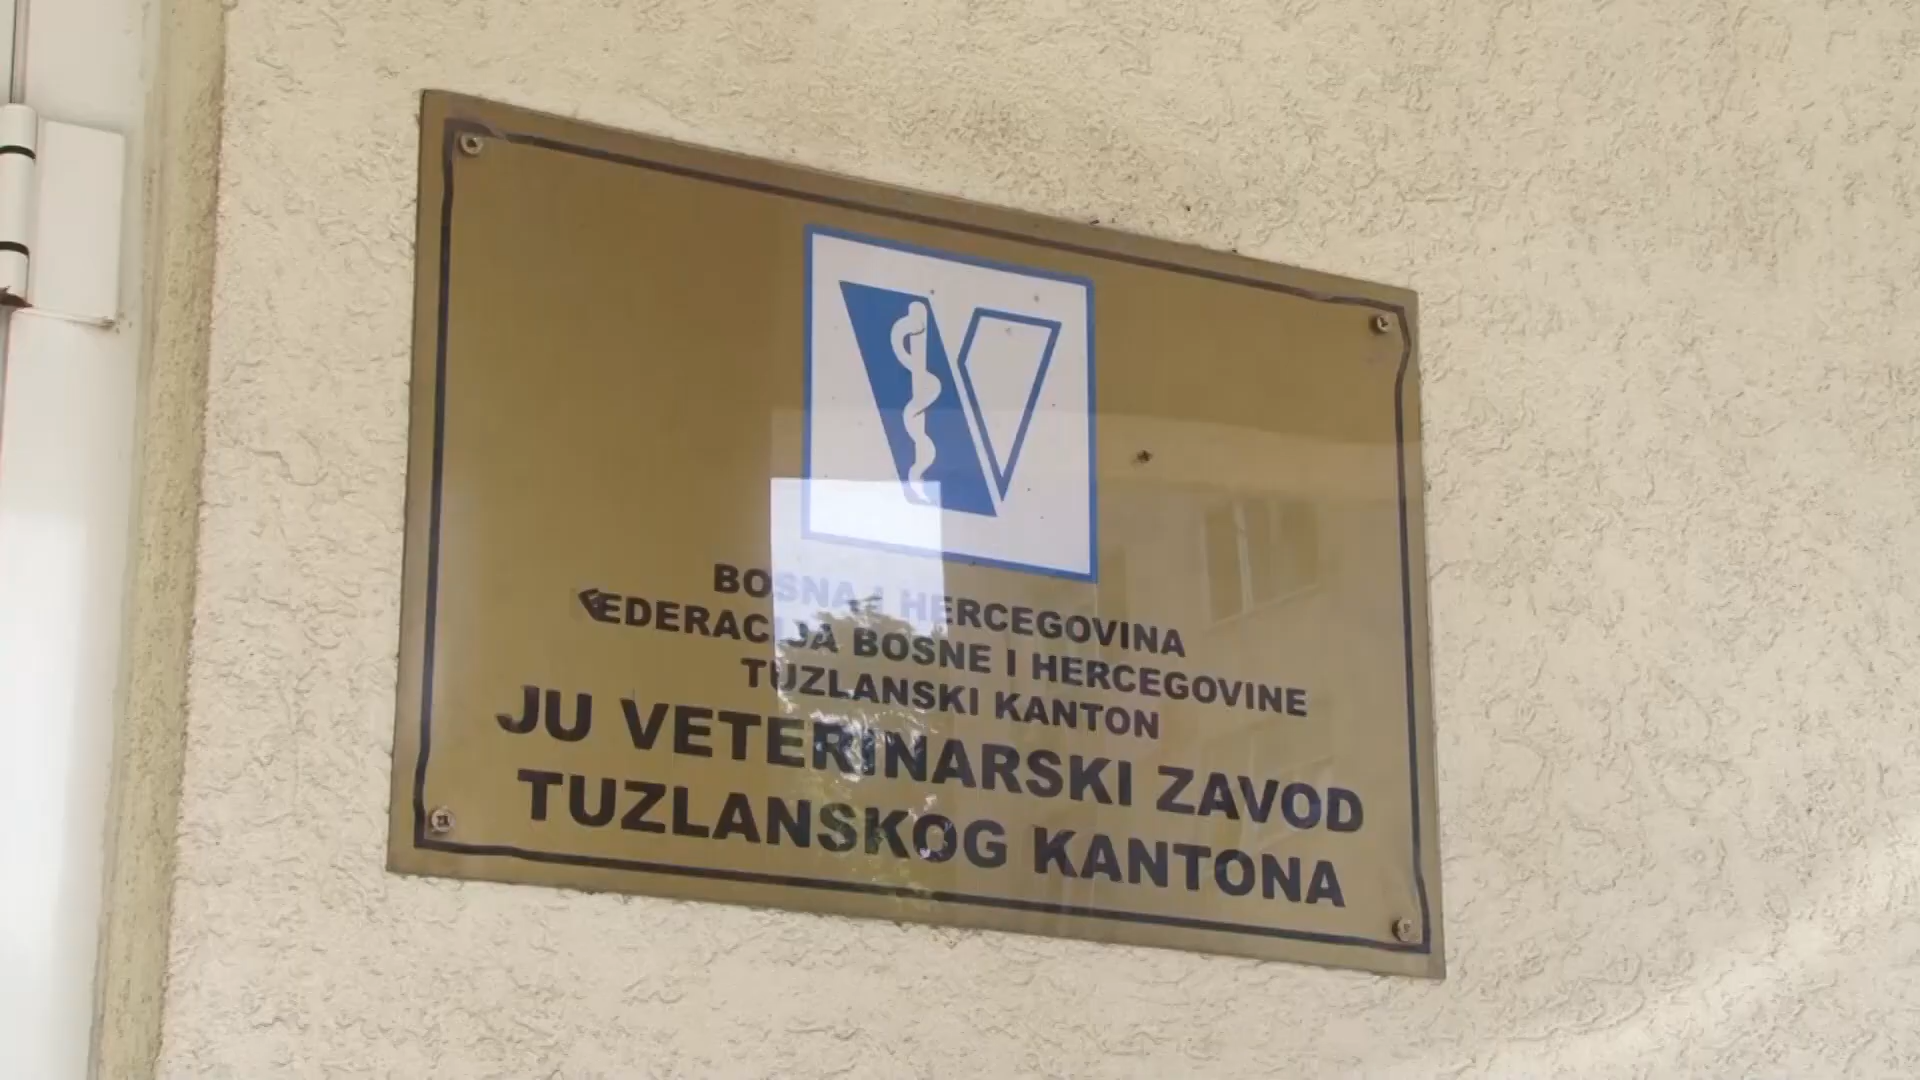 BOSNA I HERCEGOVINA
FEDERACIJA BOSNE I HERCEGOVINE
TUZLANSKI KANTON
JU VETERINARSKI ZAVOD
TUZLANSKOG KANTONA